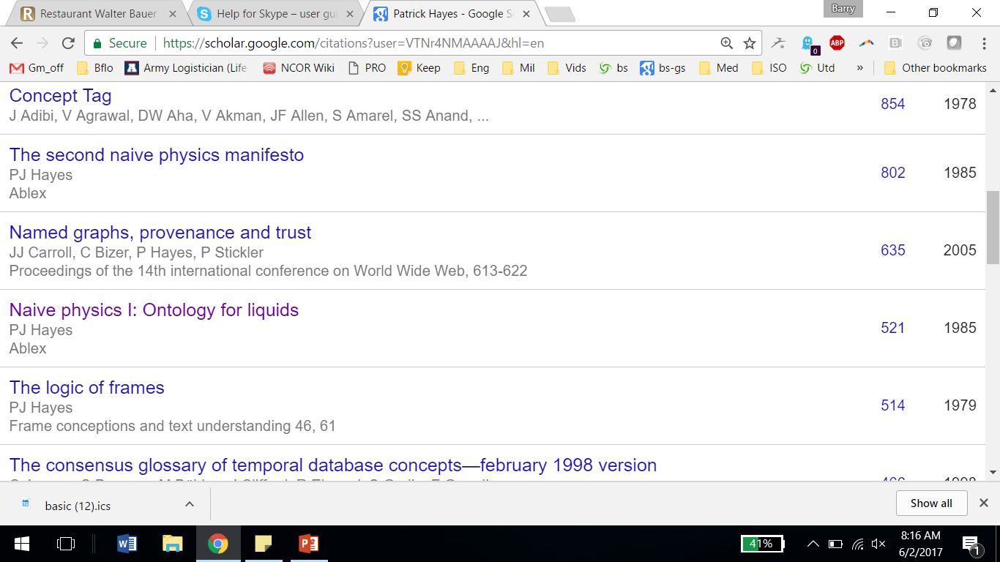 Restaurant Walter Bauer
Help for Skype – user gui
Patrick Hayes - Google S
Barry
Secure
https://scholar.google.com/citations?user=VTNr4NMAAAAJ&hl=en
0
ABP
Gm_off
Bflo
Army Logistician (Life
NCOR Wiki
PRO
Keep
Eng
Mil
Vids
bs
bs-gs
Med
ISO
Utd
»
Other bookmarks
Concept Tag
854 1978
J Adibi, V Agrawal, DW Aha, V Akman, JF Allen, S Amarel, SS Anand, ...
The second naive physics manifesto
802 1985
PJ Hayes
Ablex
Named graphs, provenance and trust
635 2005
JJ Carroll, C Bizer, P Hayes, P Stickler
Proceedings of the 14th international conference on World Wide Web, 613-622
Naive physics I: Ontology for liquids
521 1985
PJ Hayes
Ablex
The logic of frames
514 1979
PJ Hayes
Frame conceptions and text understanding 46, 61
The consensus glossary of temporal database concepts—february 1998 version
basic (12).ics
Show all
41%
8:16 AM
6/2/2017
1